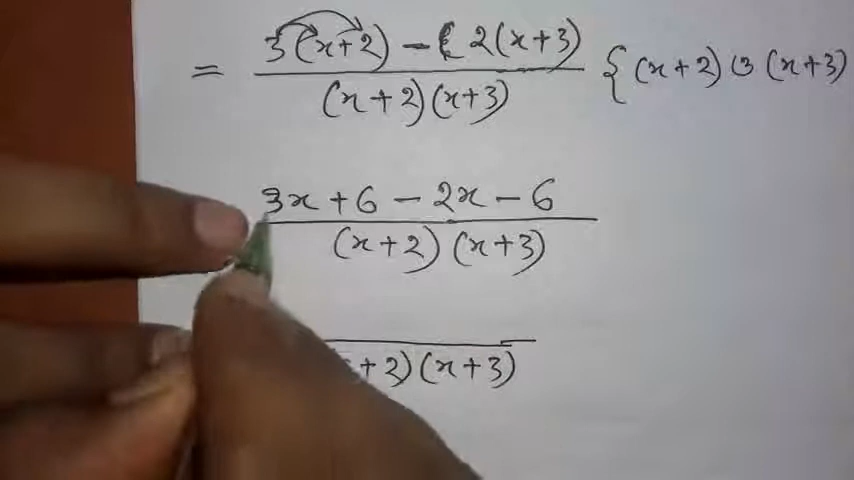 = 3(x+2) - 2(x+3) { (x+2) (x+3)
(x+2)(x+3)
3x + 6 - 2x - 6
(x+2) (x+3)
+2)(x+3)